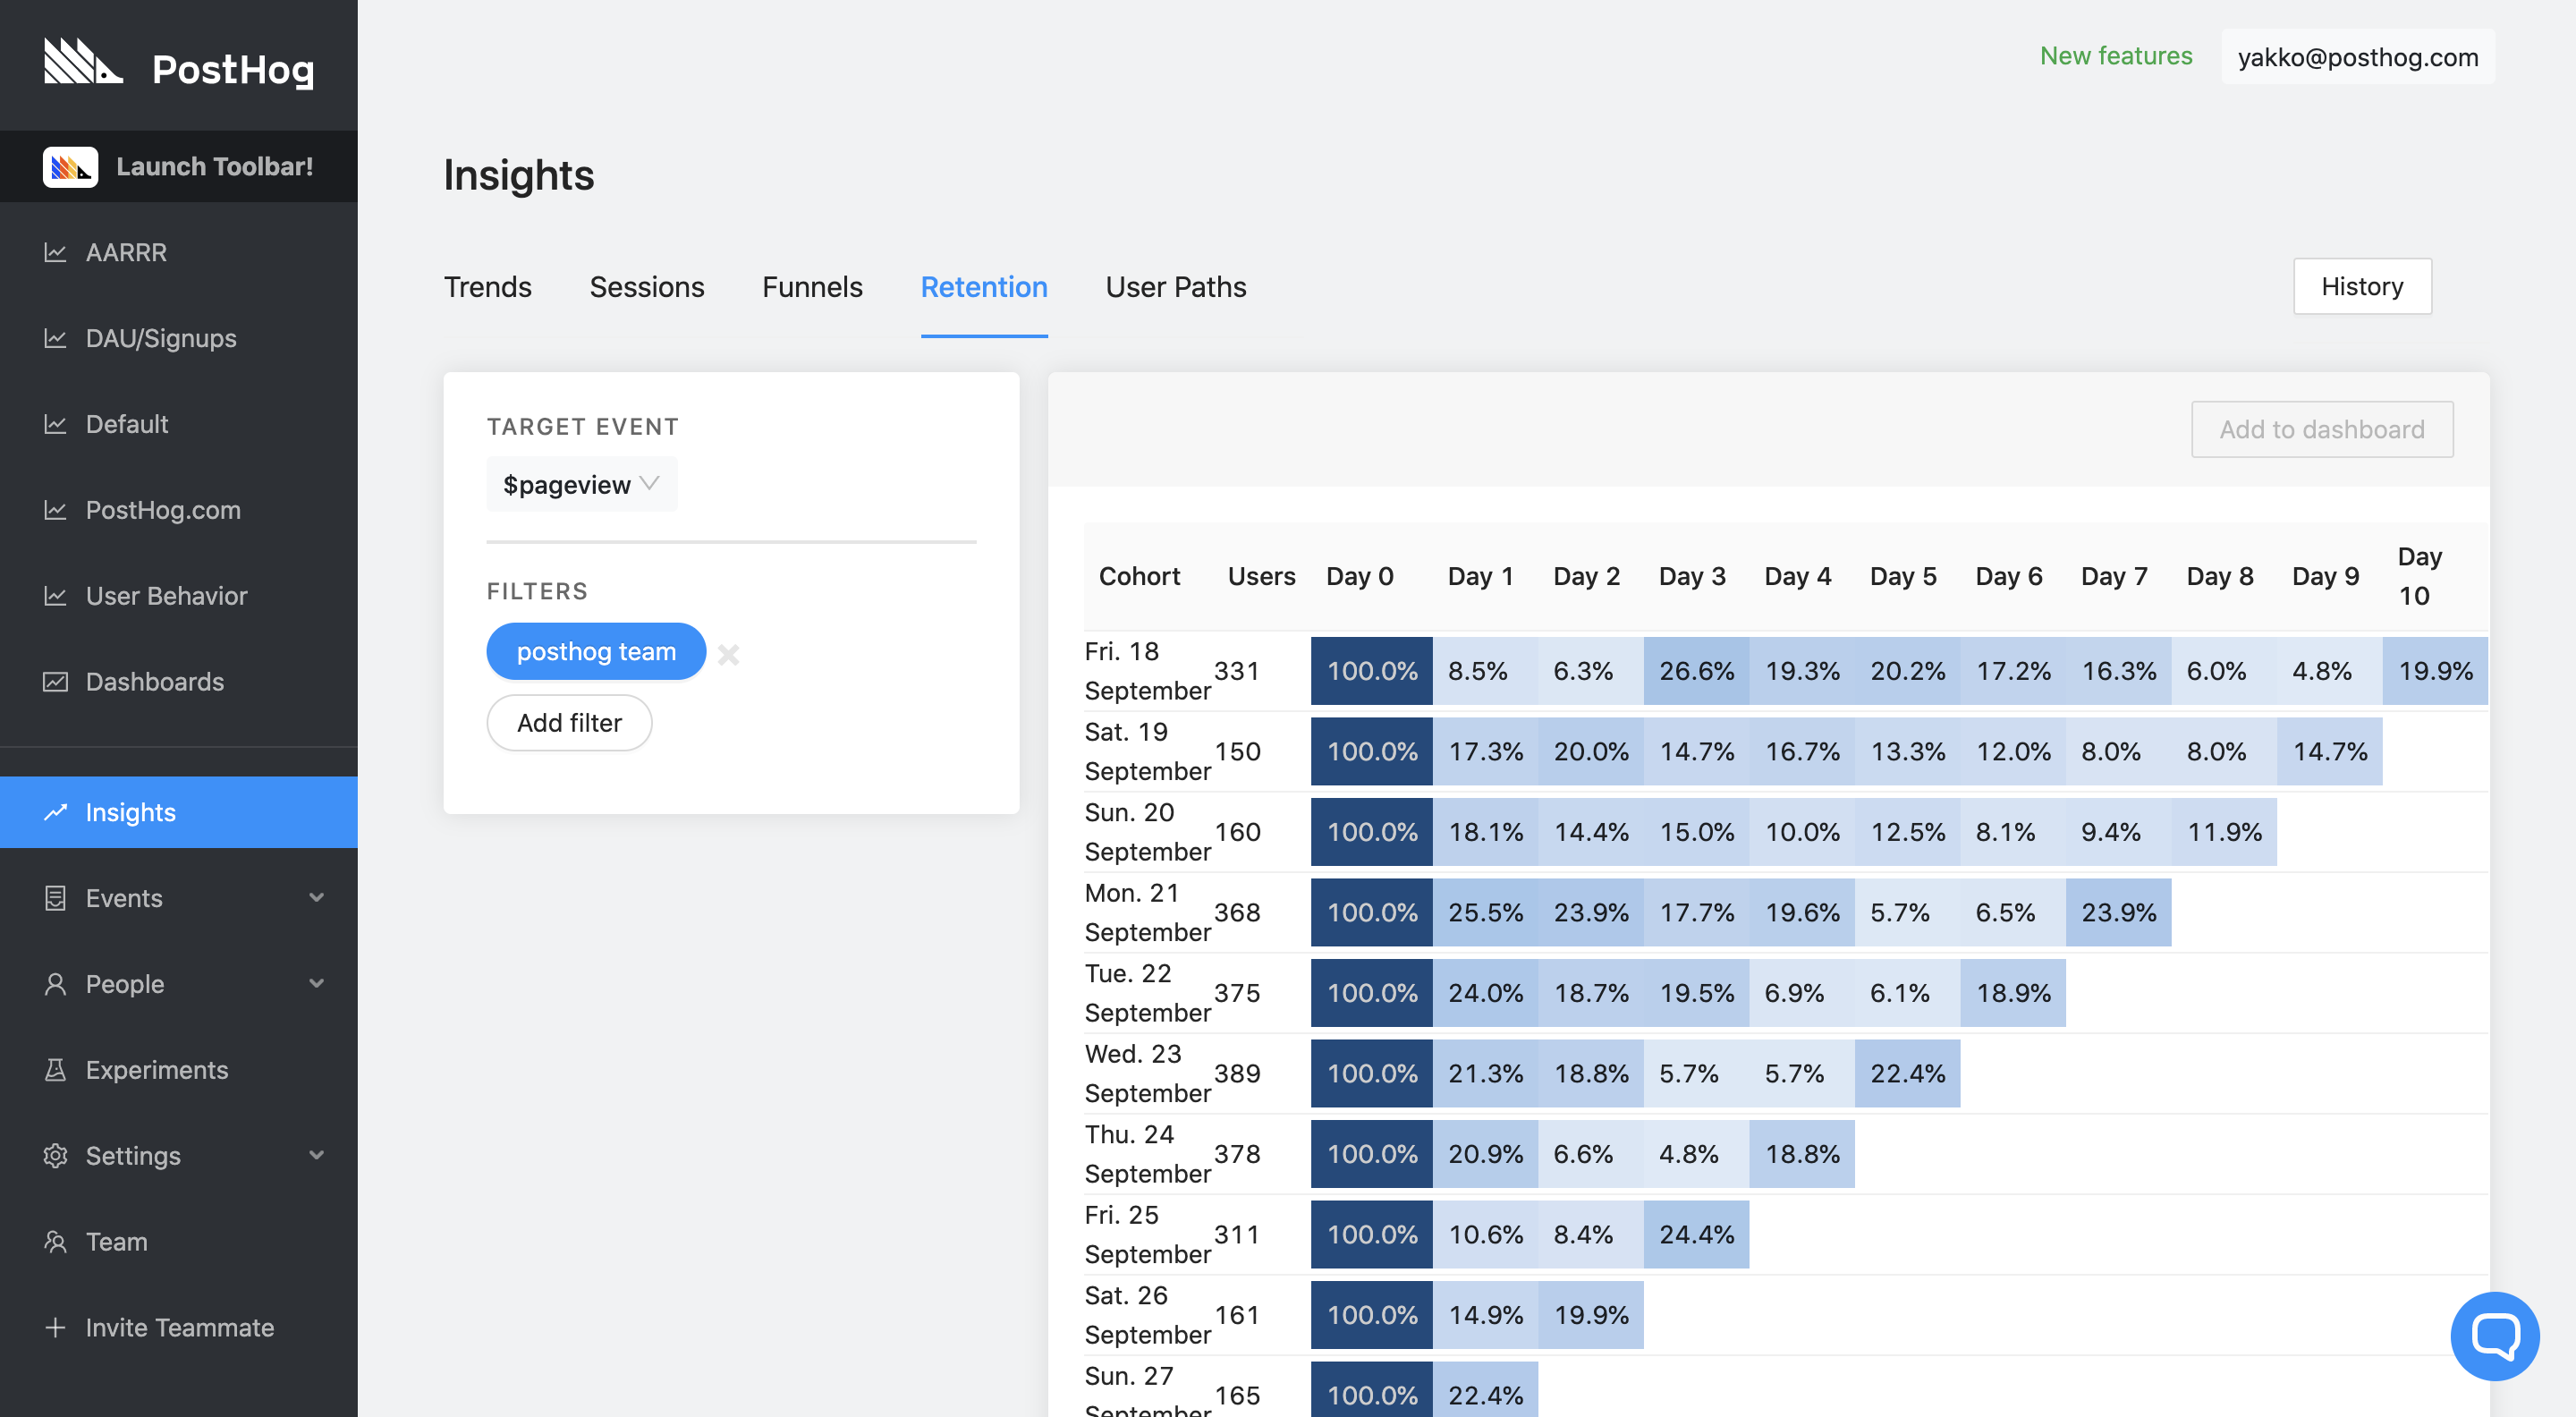 PostHog
Launch Toolbar!
AARRR
DAU/Signups
Default
PostHog.com
User Behavior
Dashboards
Insights
Events
People
Experiments
Settings
Team
Invite Teammate
New features
yakko@posthog.com
Insights
Trends Sessions Funnels Retention User Paths
History
TARGET EVENT
$pageview
FILTERS
posthog team
Add filter
Add to dashboard
Cohort Users Day 0 Day 1 Day 2 Day 3 Day 4 Day 5 Day 6 Day 7 Day 8 Day 9 Day 10
Fri. 18 September 331 100.0% 8.5% 6.3% 26.6% 19.3% 20.2% 17.2% 16.3% 6.0% 4.8% 19.9%
Sat. 19 September 150 100.0% 17.3% 20.0% 14.7% 16.7% 13.3% 12.0% 8.0% 8.0% 14.7%
Sun. 20 September 160 100.0% 18.1% 14.4% 15.0% 10.0% 12.5% 8.1% 9.4% 11.9%
Mon. 21 September 368 100.0% 25.5% 23.9% 17.7% 19.6% 5.7% 6.5% 23.9%
Tue. 22 September 375 100.0% 24.0% 18.7% 19.5% 6.9% 6.1% 18.9%
Wed. 23 September 389 100.0% 21.3% 18.8% 5.7% 5.7% 22.4%
Thu. 24 September 378 100.0% 20.9% 6.6% 4.8% 18.8%
Fri. 25 September 311 100.0% 10.6% 8.4% 24.4%
Sat. 26 September 161 100.0% 14.9% 19.9%
Sun. 27 September 165 100.0% 22.4%